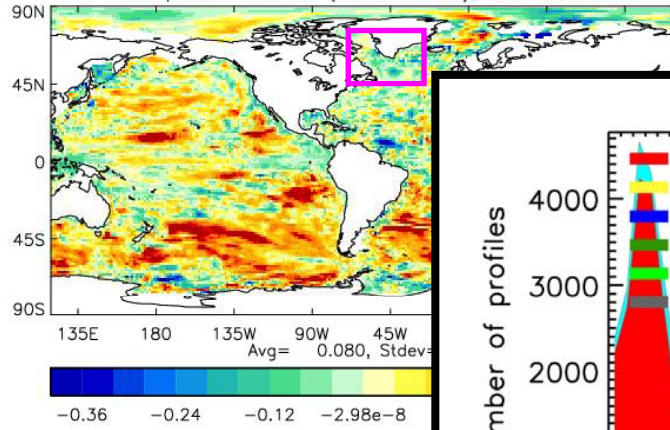 90N
45N
0
45S
90S
135E 180 135W 90W 45W
Avg= 0.080, Stdev=
-0.36 -0.24 -0.12 -2.98e-8
mber of profiles
4000
3000
2000